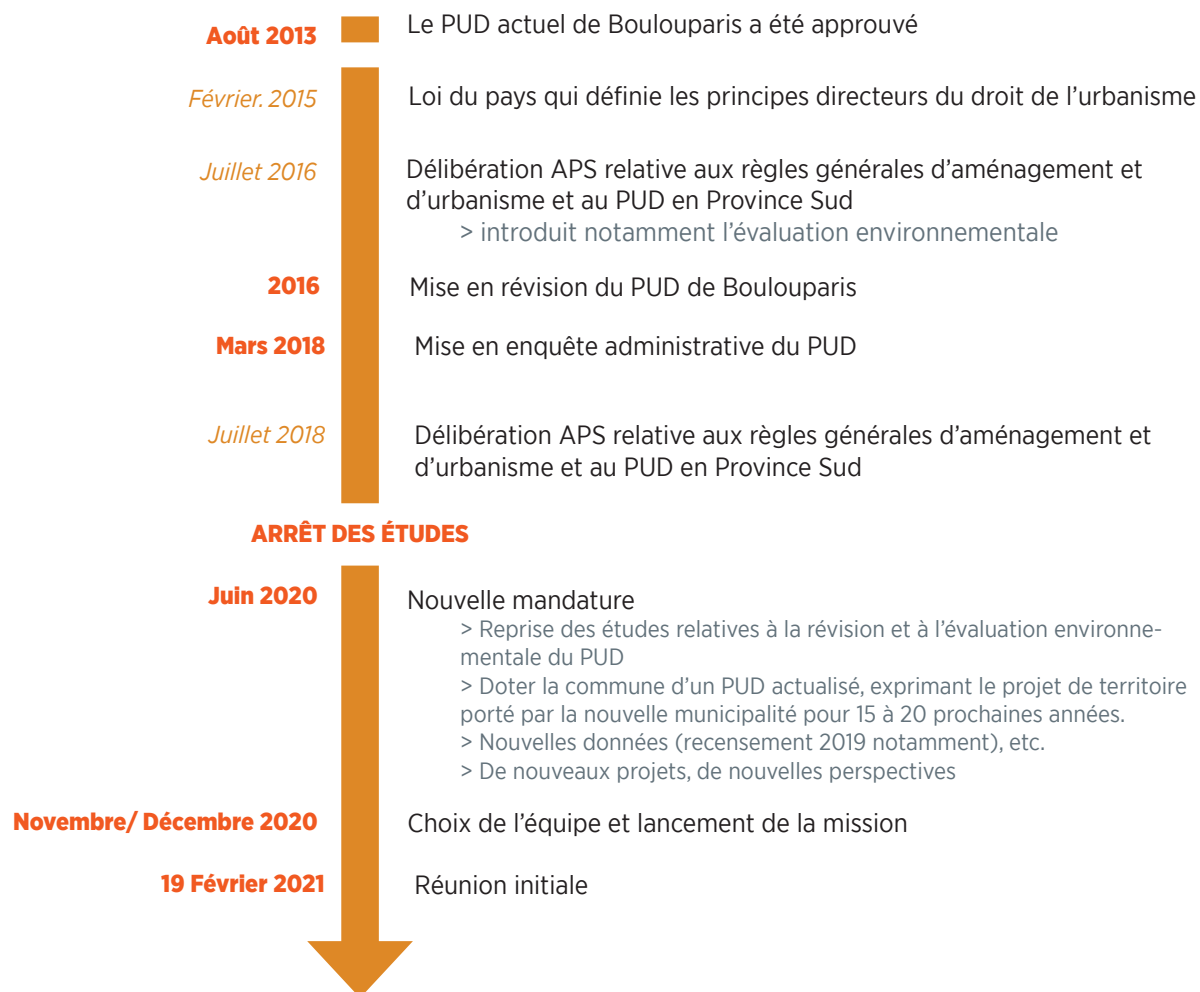 Août 2013 Le PUD actuel de Boulouparis a été approuvé
Février. 2015 Loi du pays qui définie les principes directeurs du droit de l'urbanisme
Juillet 2016 Délibération APS relative aux règles générales d'aménagement et
d'urbanisme et au PUD en Province Sud
> introduit notamment l'évaluation environnementale
2016 Mise en révision du PUD de Boulouparis
Mars 2018 Mise en enquête administrative du PUD
Juillet 2018 Délibération APS relative aux règles générales d'aménagement et
d'urbanisme et au PUD en Province Sud
ARRÊT DES ÉTUDES
Juin 2020 Nouvelle mandature
> Reprise des études relatives à la révision et à l'évaluation environne-
mentale du PUD
> Doter la commune d'un PUD actualisé, exprimant le projet de territoire
porté par la nouvelle municipalité pour 15 à 20 prochaines années.
> Nouvelles données (recensement 2019 notamment), etc.
> De nouveaux projets, de nouvelles perspectives
Novembre/ Décembre 2020 Choix de l'équipe et lancement de la mission
19 Février 2021 Réunion initiale